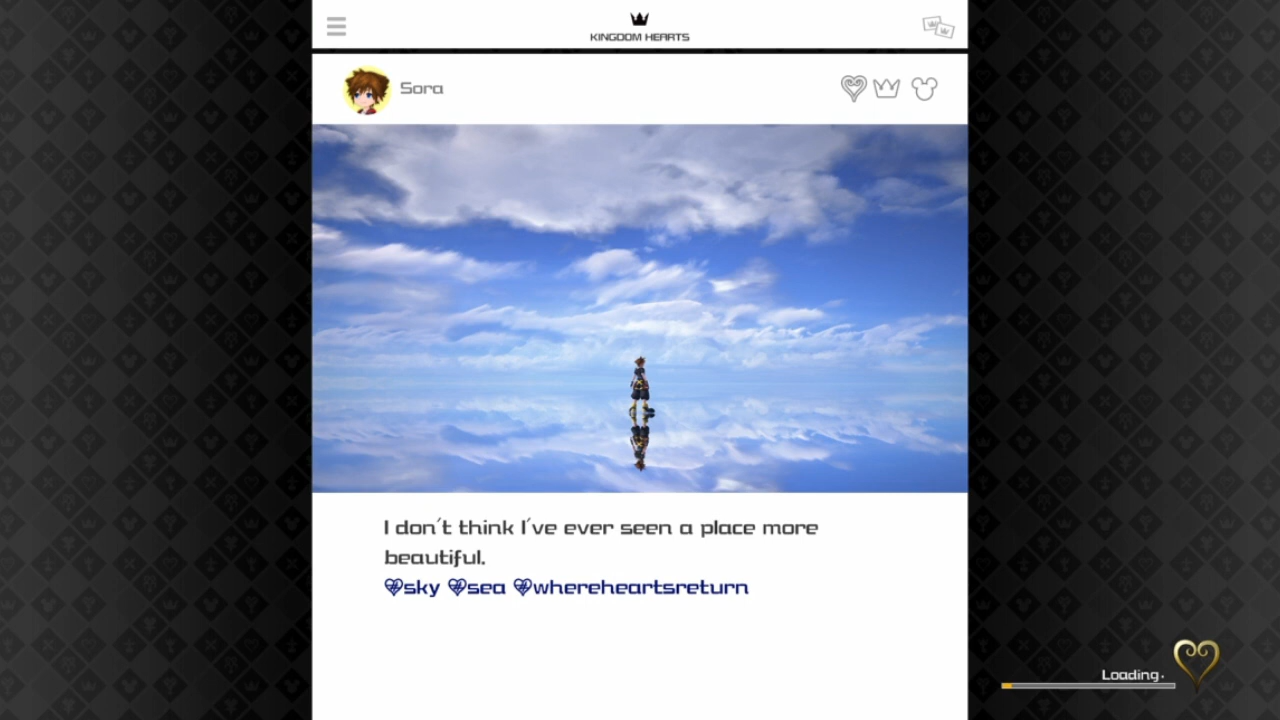 KINGDOM HEARTS
Sora
I don't think I've ever seen a place more
beautiful.
#sky #sea #whereheartsreturn
Loading.